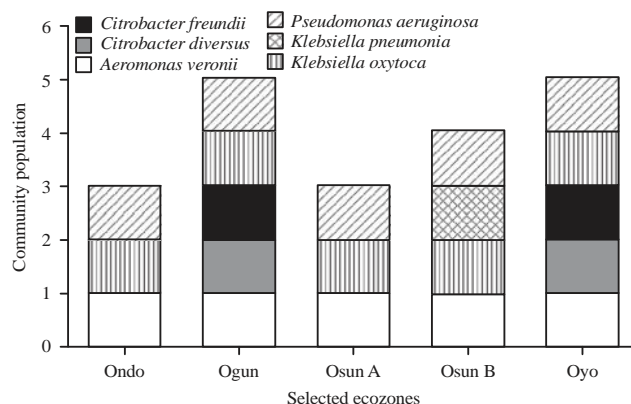 Citrobacter freundii
Citrobacter diversus
Aeromonas veronii
Pseudomonas aeruginosa
Klebsiella pneumonia
Klebsiella oxytoca
Community population
6
5
4
3
2
1
0
Ondo Ogun Osun A Osun B Oyo
Selected ecozones